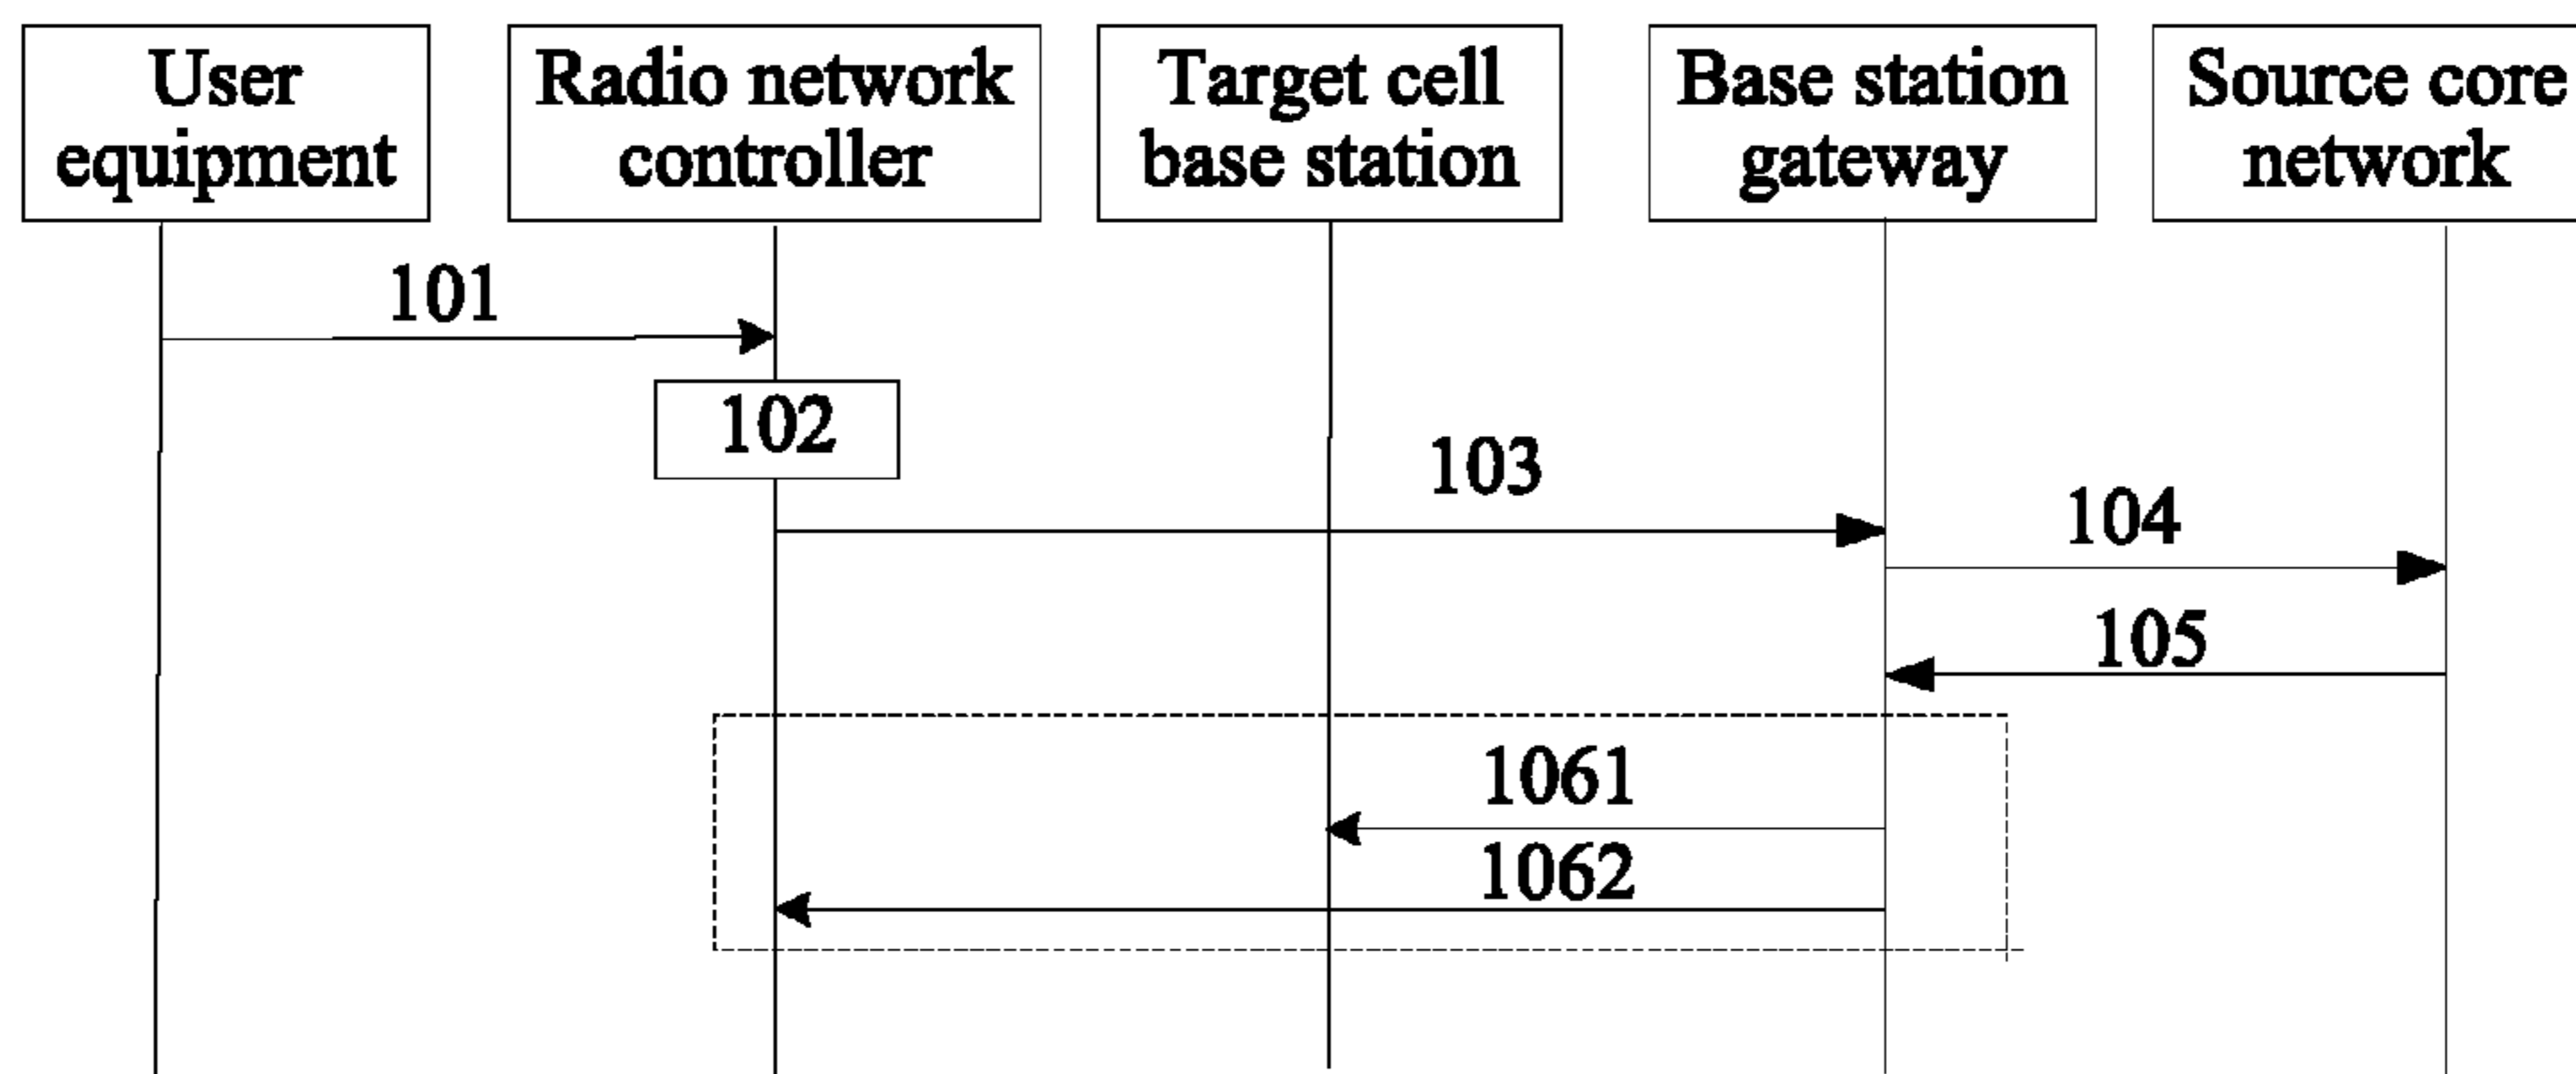 User
equipment
Radio network
controller
Target cell
base station
Base station
gateway
Source core
network
101
102
103
104
105
1061
1062